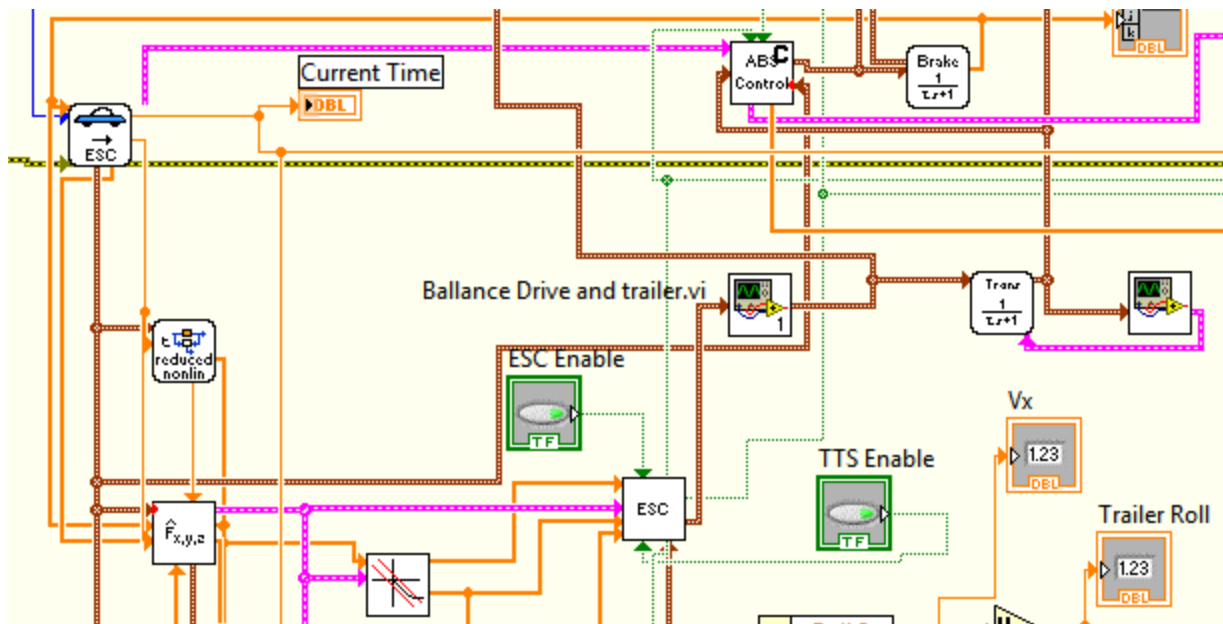 j
k
DBL
Current Time
DBL
ABS C
Control
Brake
1
τ.s+1
ESC
Ballance Drive and trailer.vi
1
Trans
1
τ.s+1
reduced
nonlin
ESC Enable
TF
Vx
1.23
DBL
TTS Enable
TF
ESC
F̂x,y,z
Trailer Roll
1.23
DBL